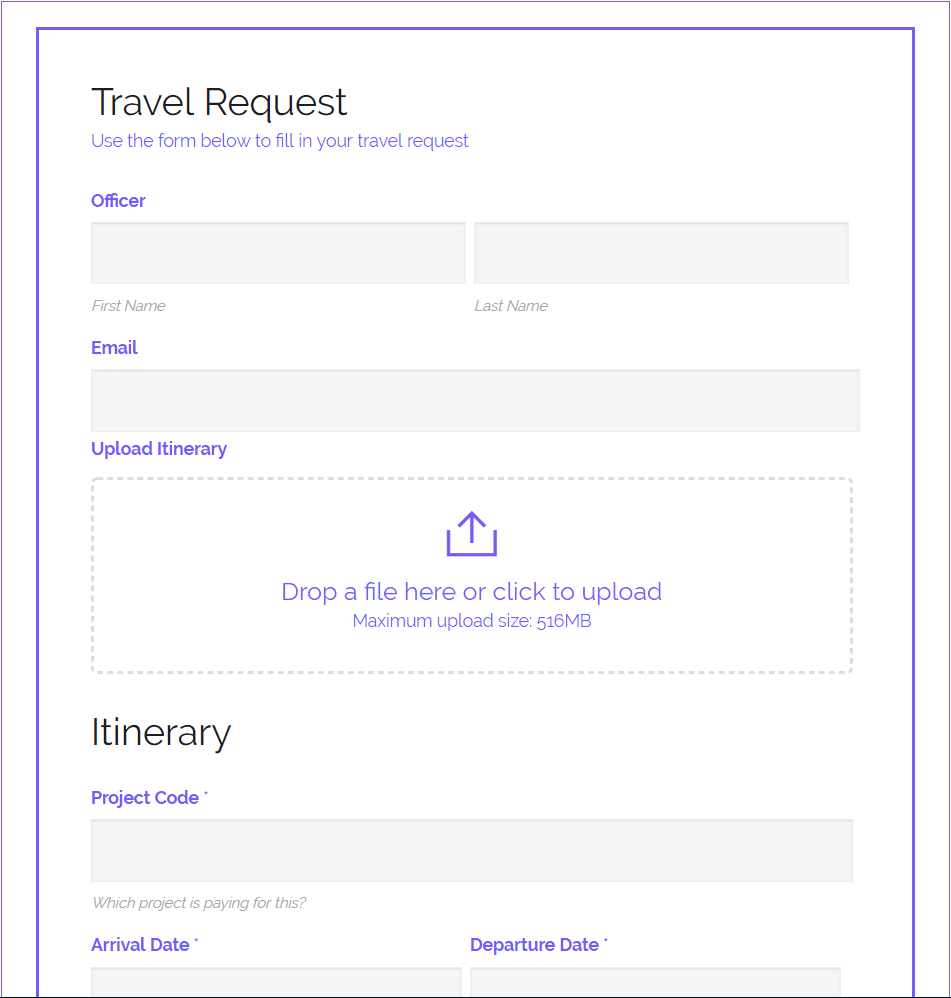 Travel Request
Use the form below to fill in your travel request
Officer
First Name Last Name
Email
Upload Itinerary
Drop a file here or click to upload
Maximum upload size: 516MB
Itinerary
Project Code *
Which project is paying for this?
Arrival Date * Departure Date *